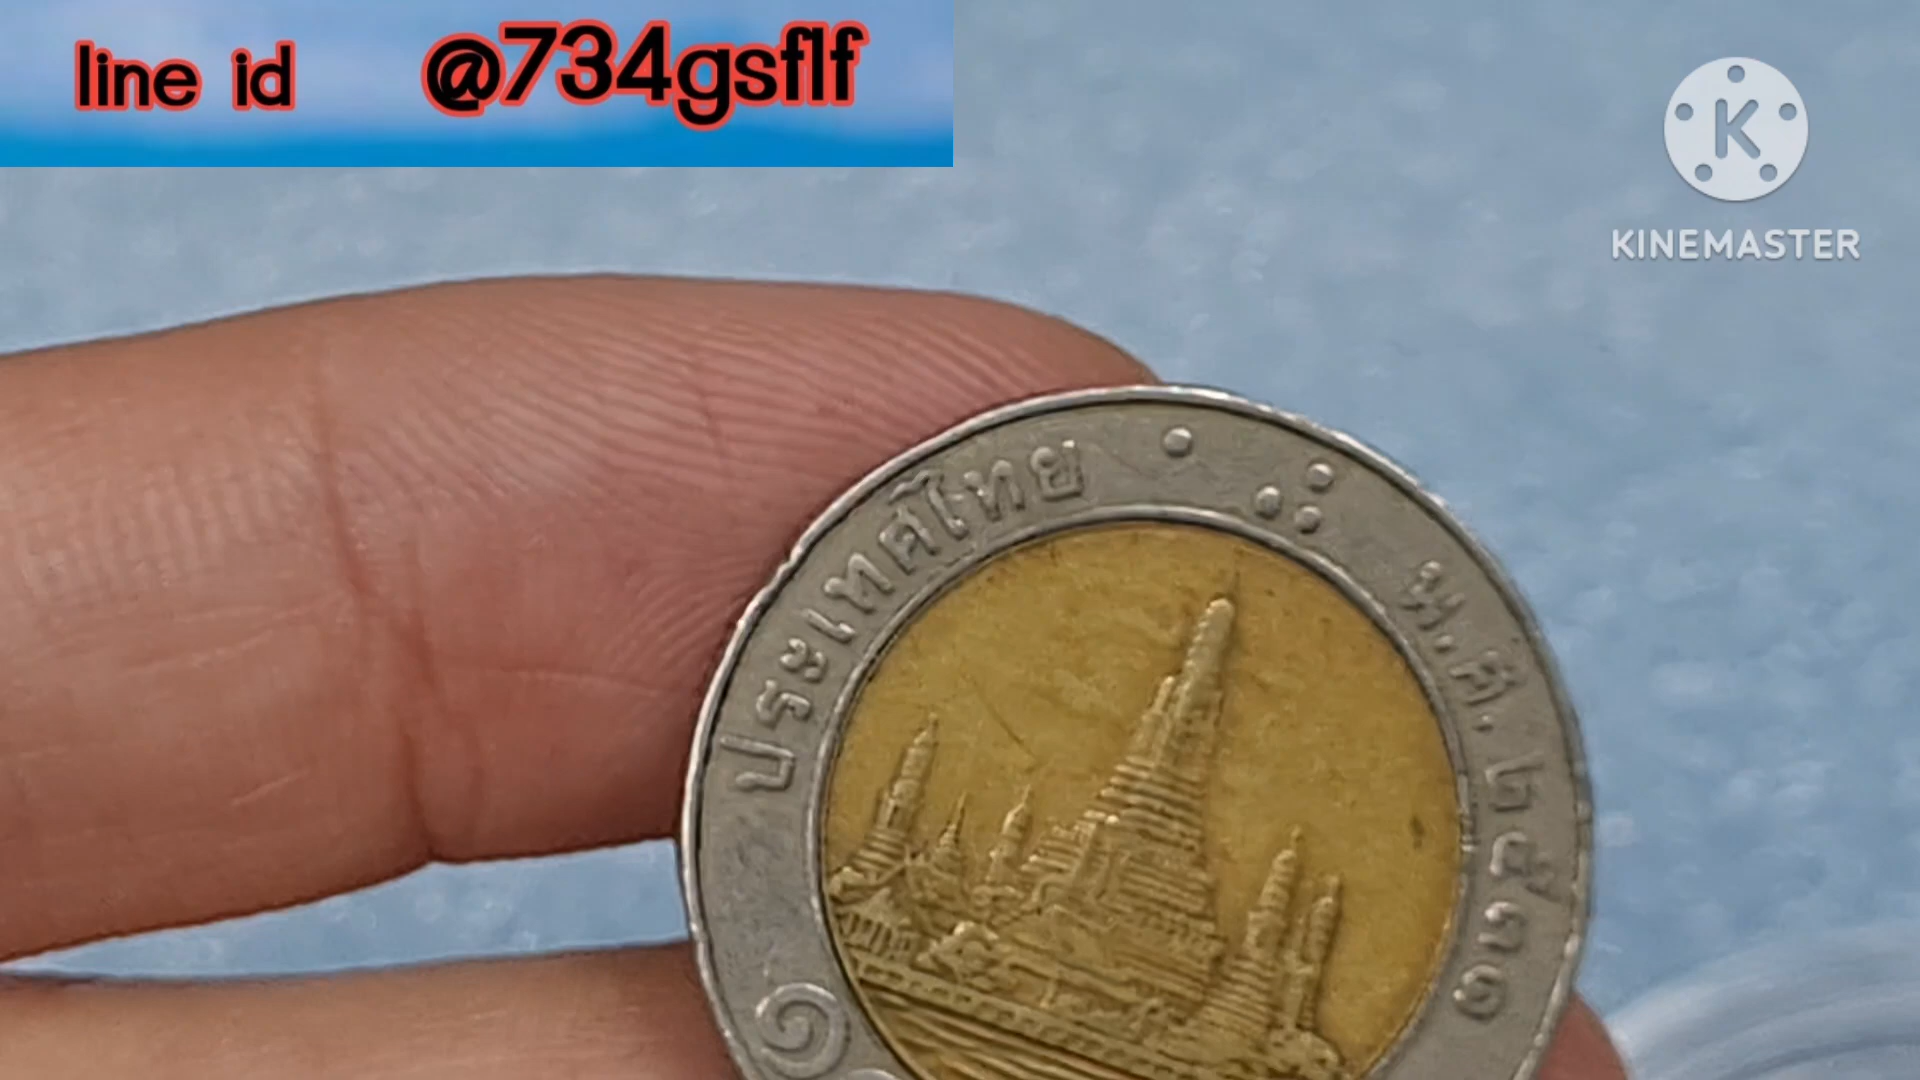 line id @734gsflf
K
KINEMASTER
ประเทศไทย
พ.ศ. ๒๕๓๑
๑